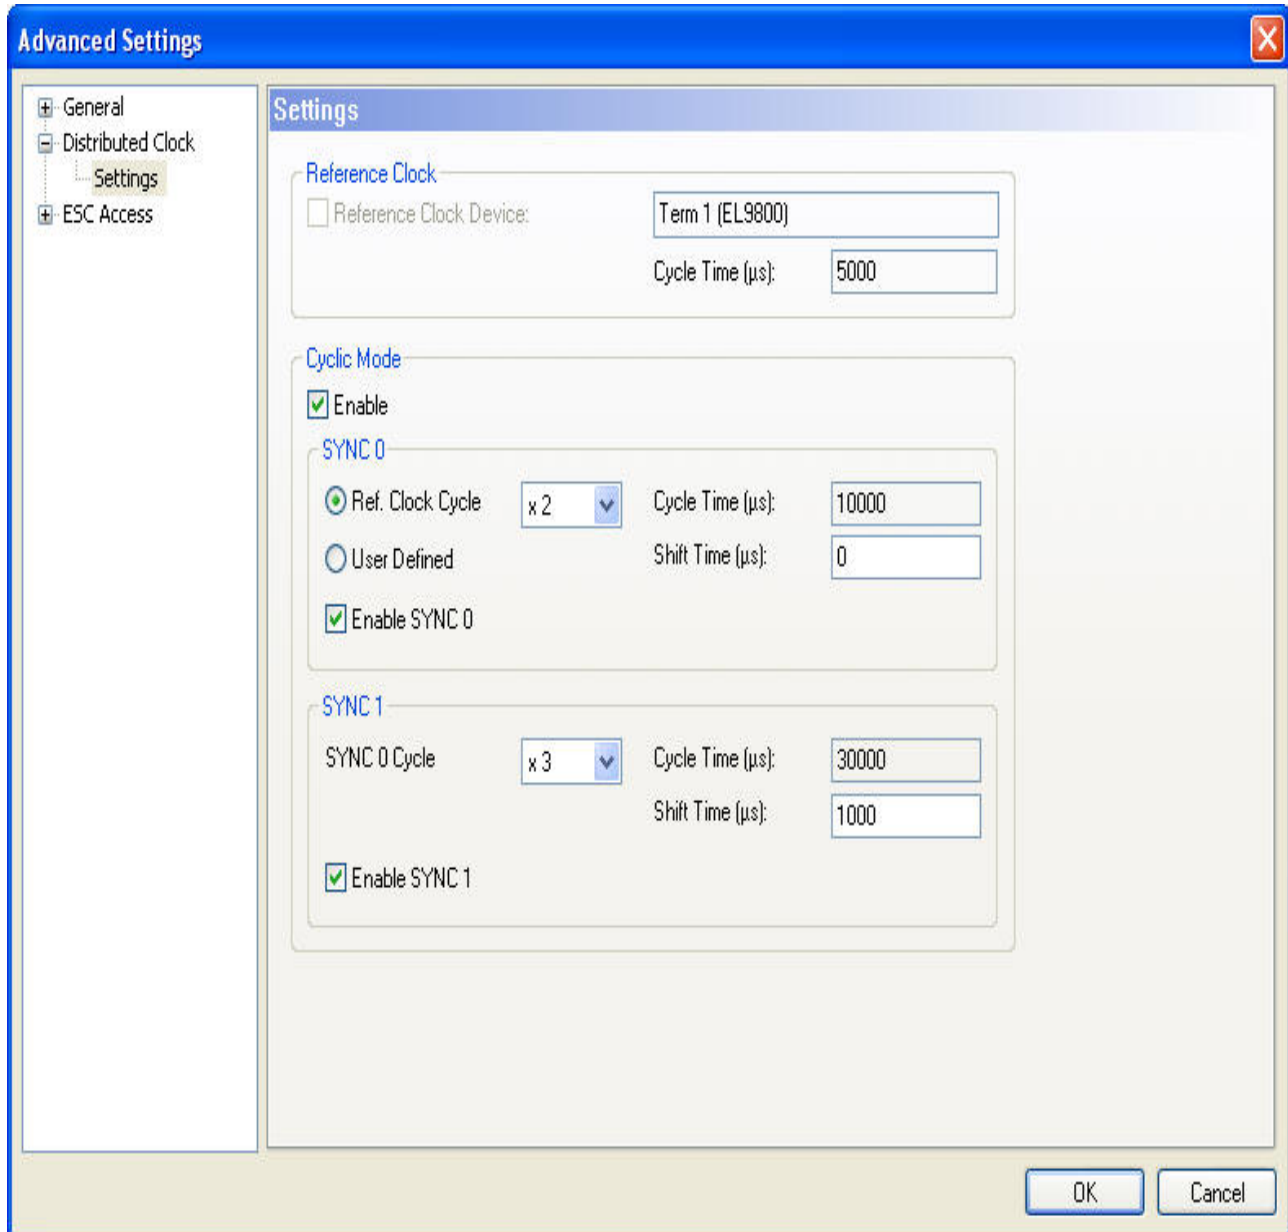 Advanced Settings
General
Distributed Clock
Settings
ESC Access
Settings
Reference Clock
Reference Clock Device:
Term 1 (EL9800)
Cycle Time (µs):
5000
Cyclic Mode
Enable
SYNC 0
Ref. Clock Cycle
x 2
Cycle Time (µs):
10000
User Defined
Shift Time (µs):
0
Enable SYNC 0
SYNC 1
SYNC 0 Cycle
x 3
Cycle Time (µs):
30000
Shift Time (µs):
1000
Enable SYNC 1
OK
Cancel